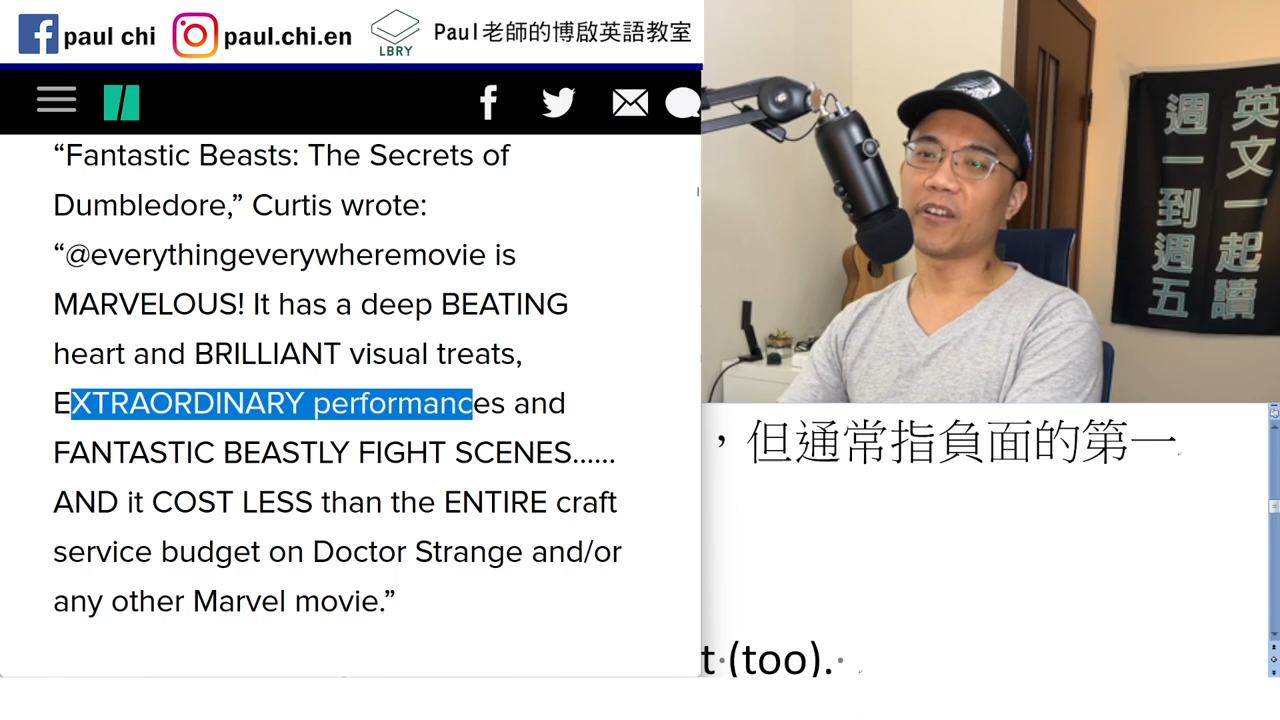 paul chi
paul.chi.en
LBRY
Paul老師的博啟英語教室
“Fantastic Beasts: The Secrets of
Dumbledore,” Curtis wrote:
“@everythingeverywheremovie is
MARVELOUS! It has a deep BEATING
heart and BRILLIANT visual treats,
EXTRAORDINARY performances and
FANTASTIC BEASTLY FIGHT SCENES......
AND it COST LESS than the ENTIRE craft
service budget on Doctor Strange and/or
any other Marvel movie.”
英文一起讀
週一到週五
，但通常指負面的第一
t (too).